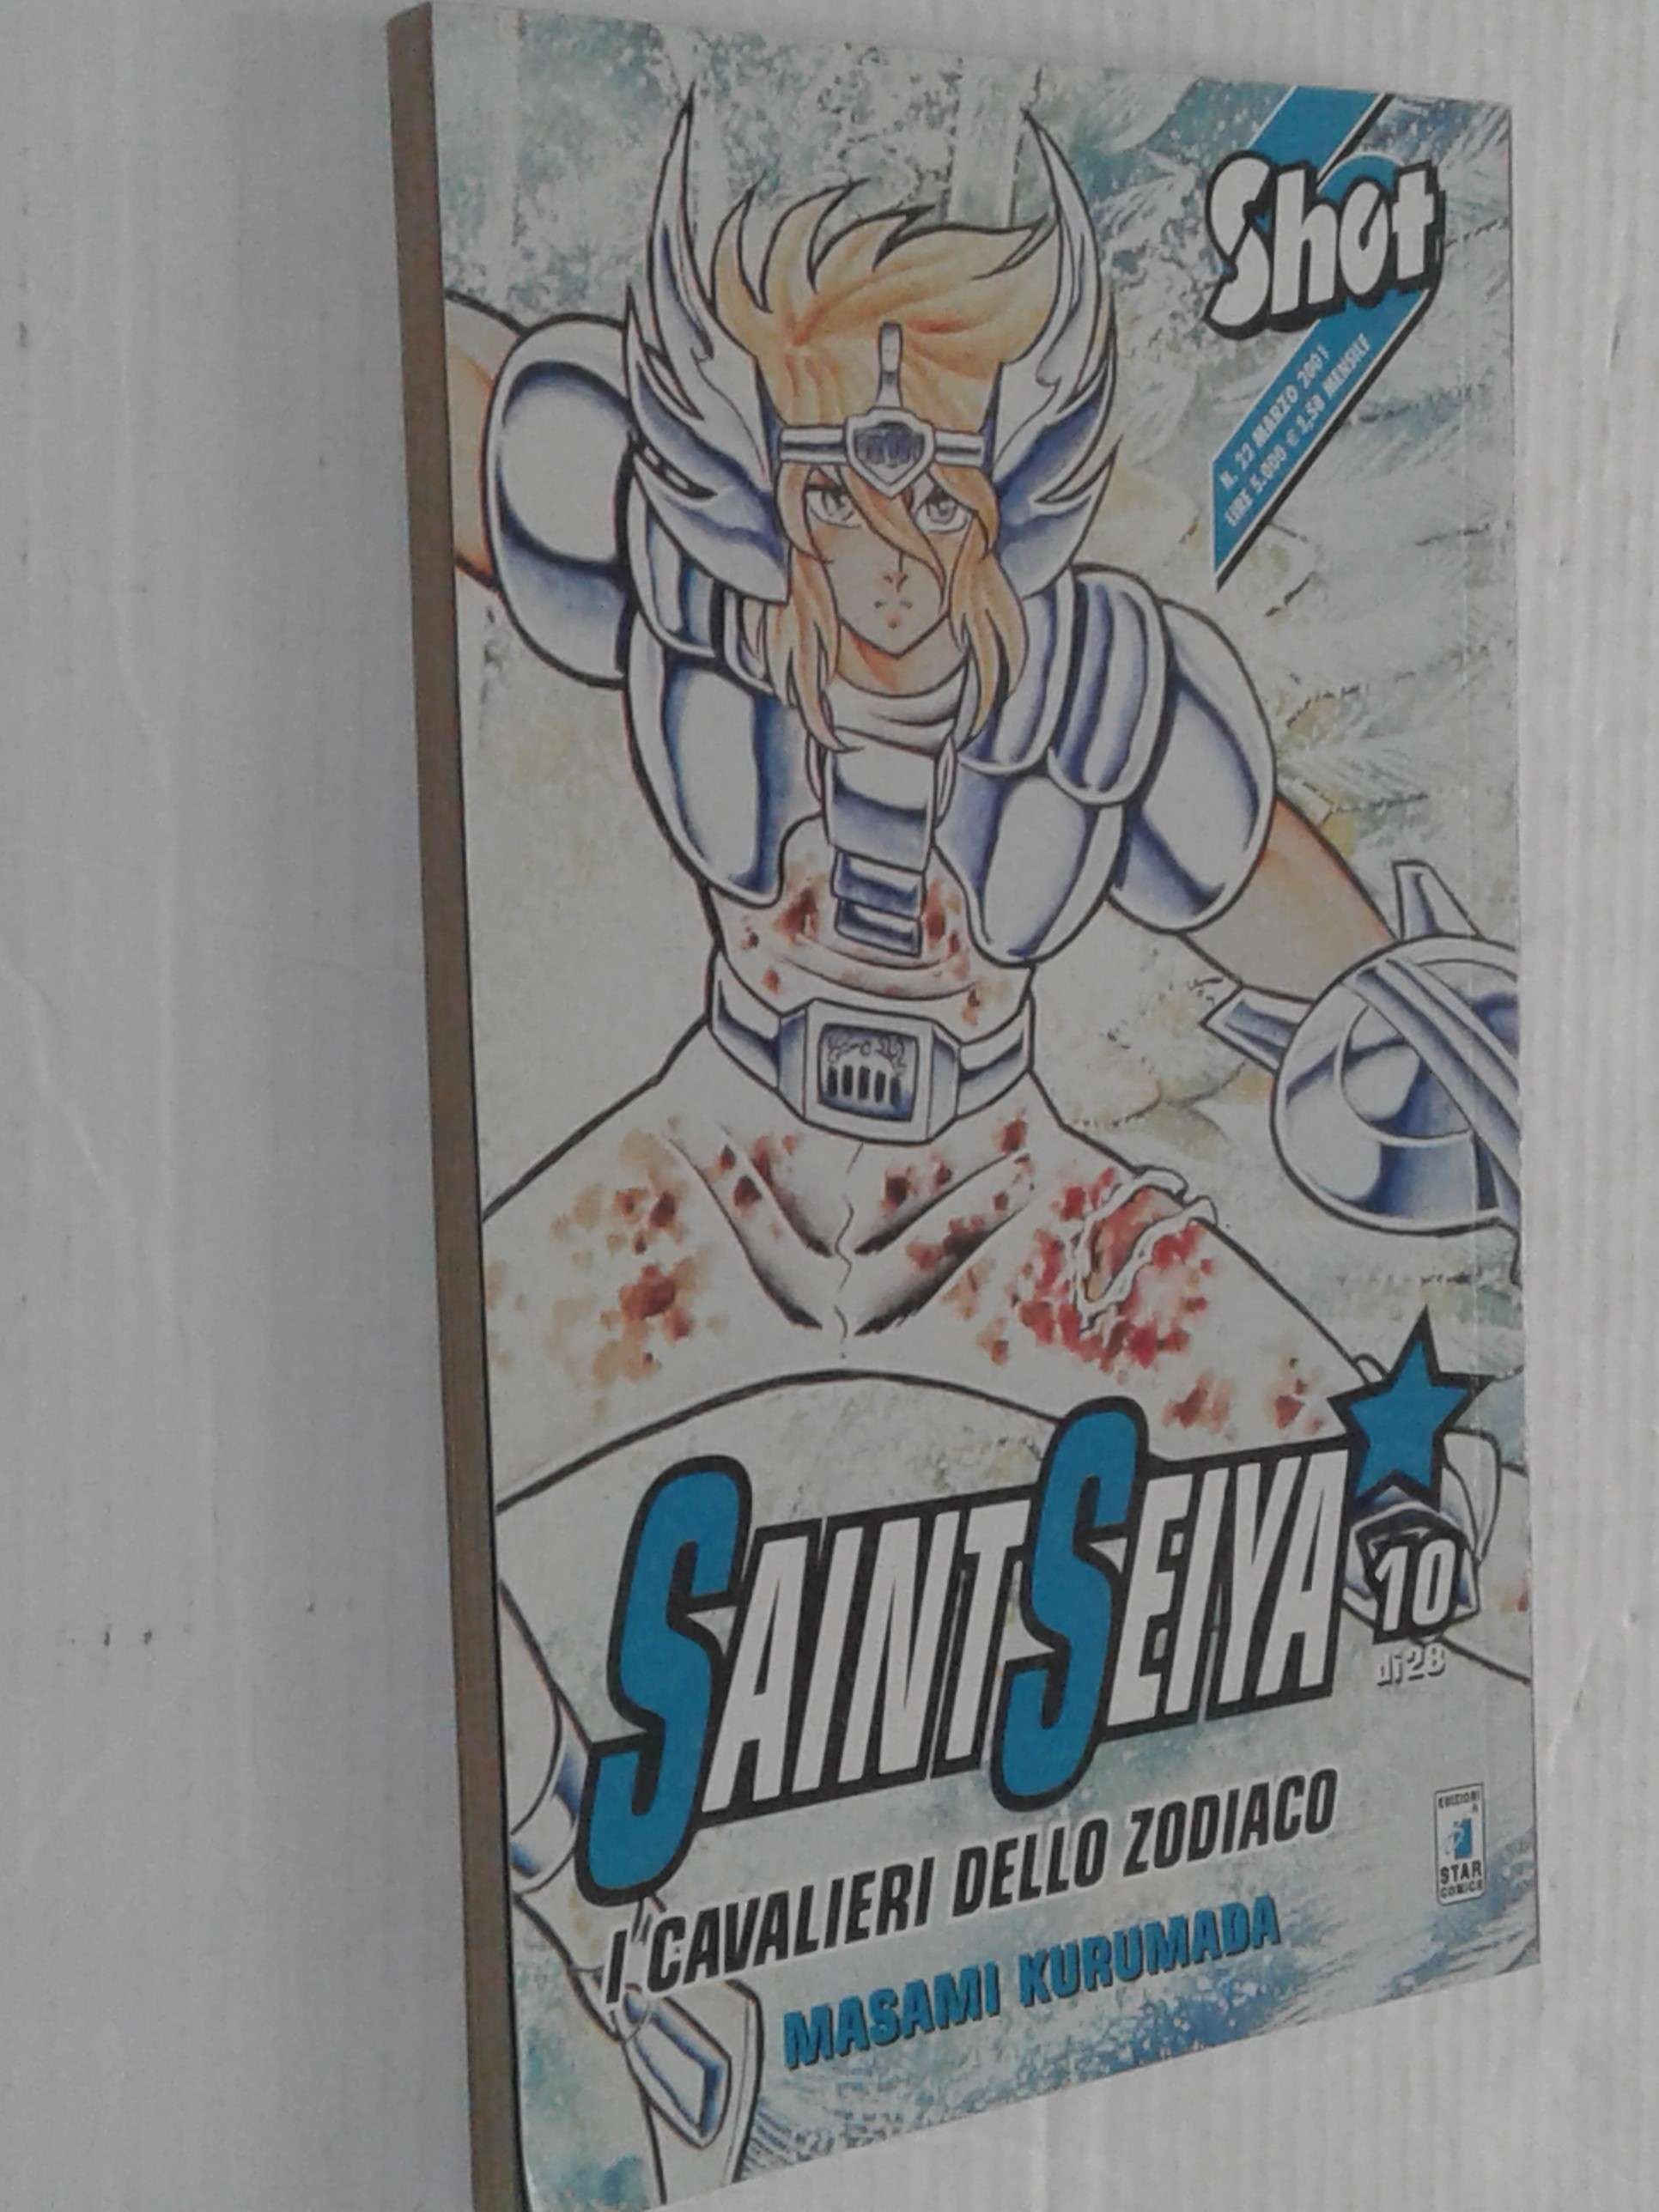 Shot
N. 22 MARZO 2001
LIRE 5.000 € 2,58 MENSILE
SAINT SEIYA
10
di 28
I CAVALIERI DELLO ZODIACO
MASAMI KURUMADA
EDIZIONI
STAR
COMICS